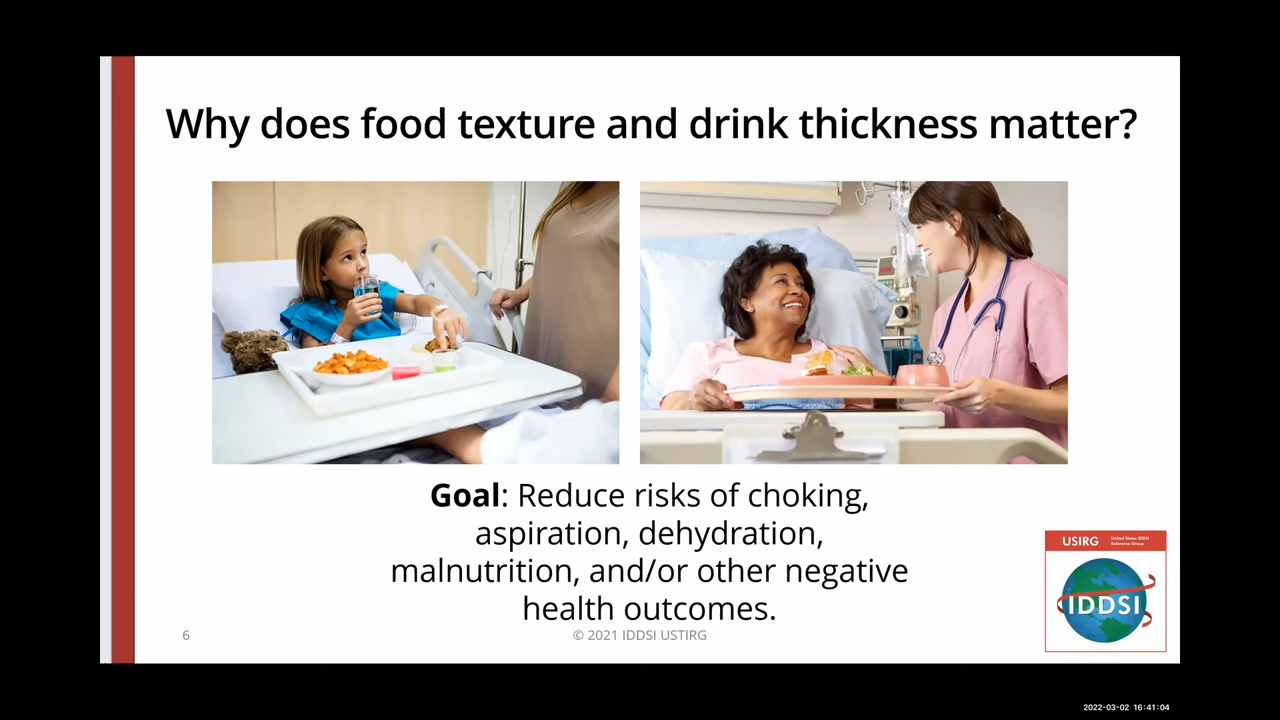 Why does food texture and drink thickness matter?
Goal: Reduce risks of choking,
aspiration, dehydration,
malnutrition, and/or other negative
health outcomes.
6
© 2021 IDDSI USTIRG
USIRG
United States IDDSI
Reference Group
IDDSI
2022-03-02 16:41:04